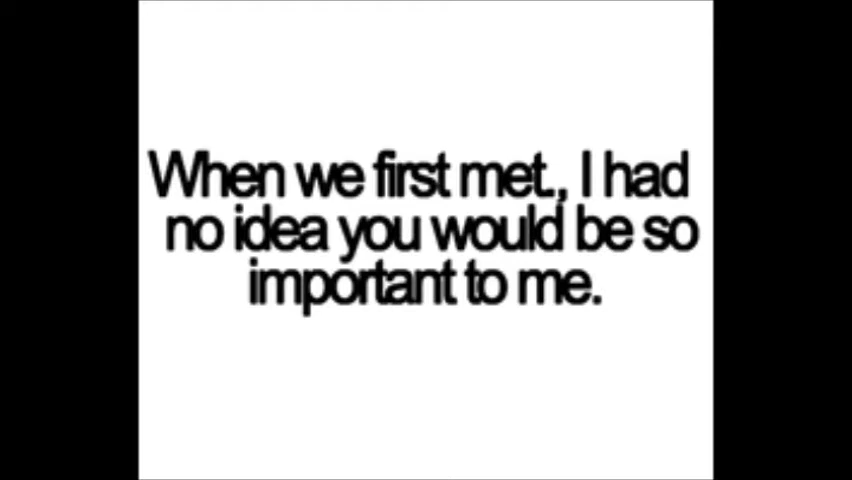 When we first met., I had
no idea you would be so
important to me.